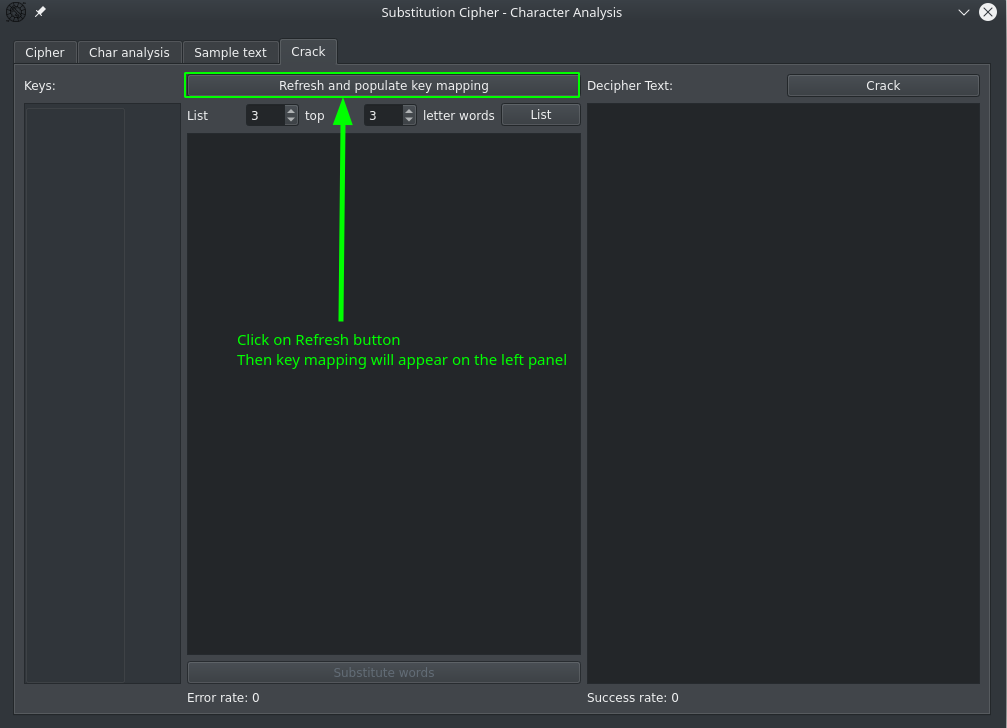 Substitution Cipher - Character Analysis
Cipher Char analysis Sample text Crack
Keys: Refresh and populate key mapping Decipher Text: Crack
List 3 top 3 letter words List
Click on Refresh button
Then key mapping will appear on the left panel
Substitute words
Error rate: 0 Success rate: 0